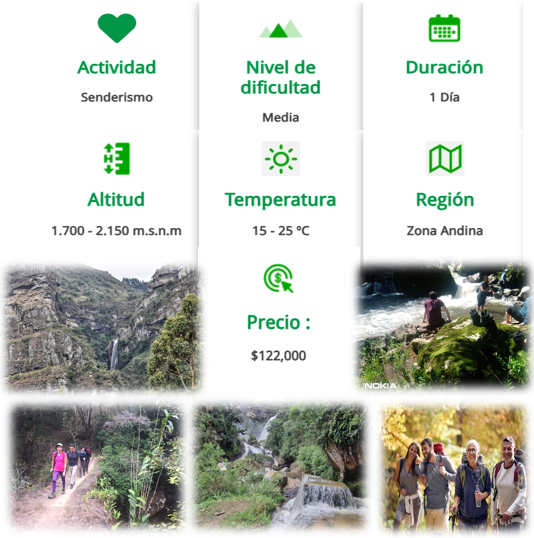 Actividad
Senderismo
Nivel de
dificultad
Media
Duración
1 Día
Altitud
1.700 - 2.150 m.s.n.m
Temperatura
15 - 25 °C
Región
Zona Andina
Precio :
$122,000
NOKIA